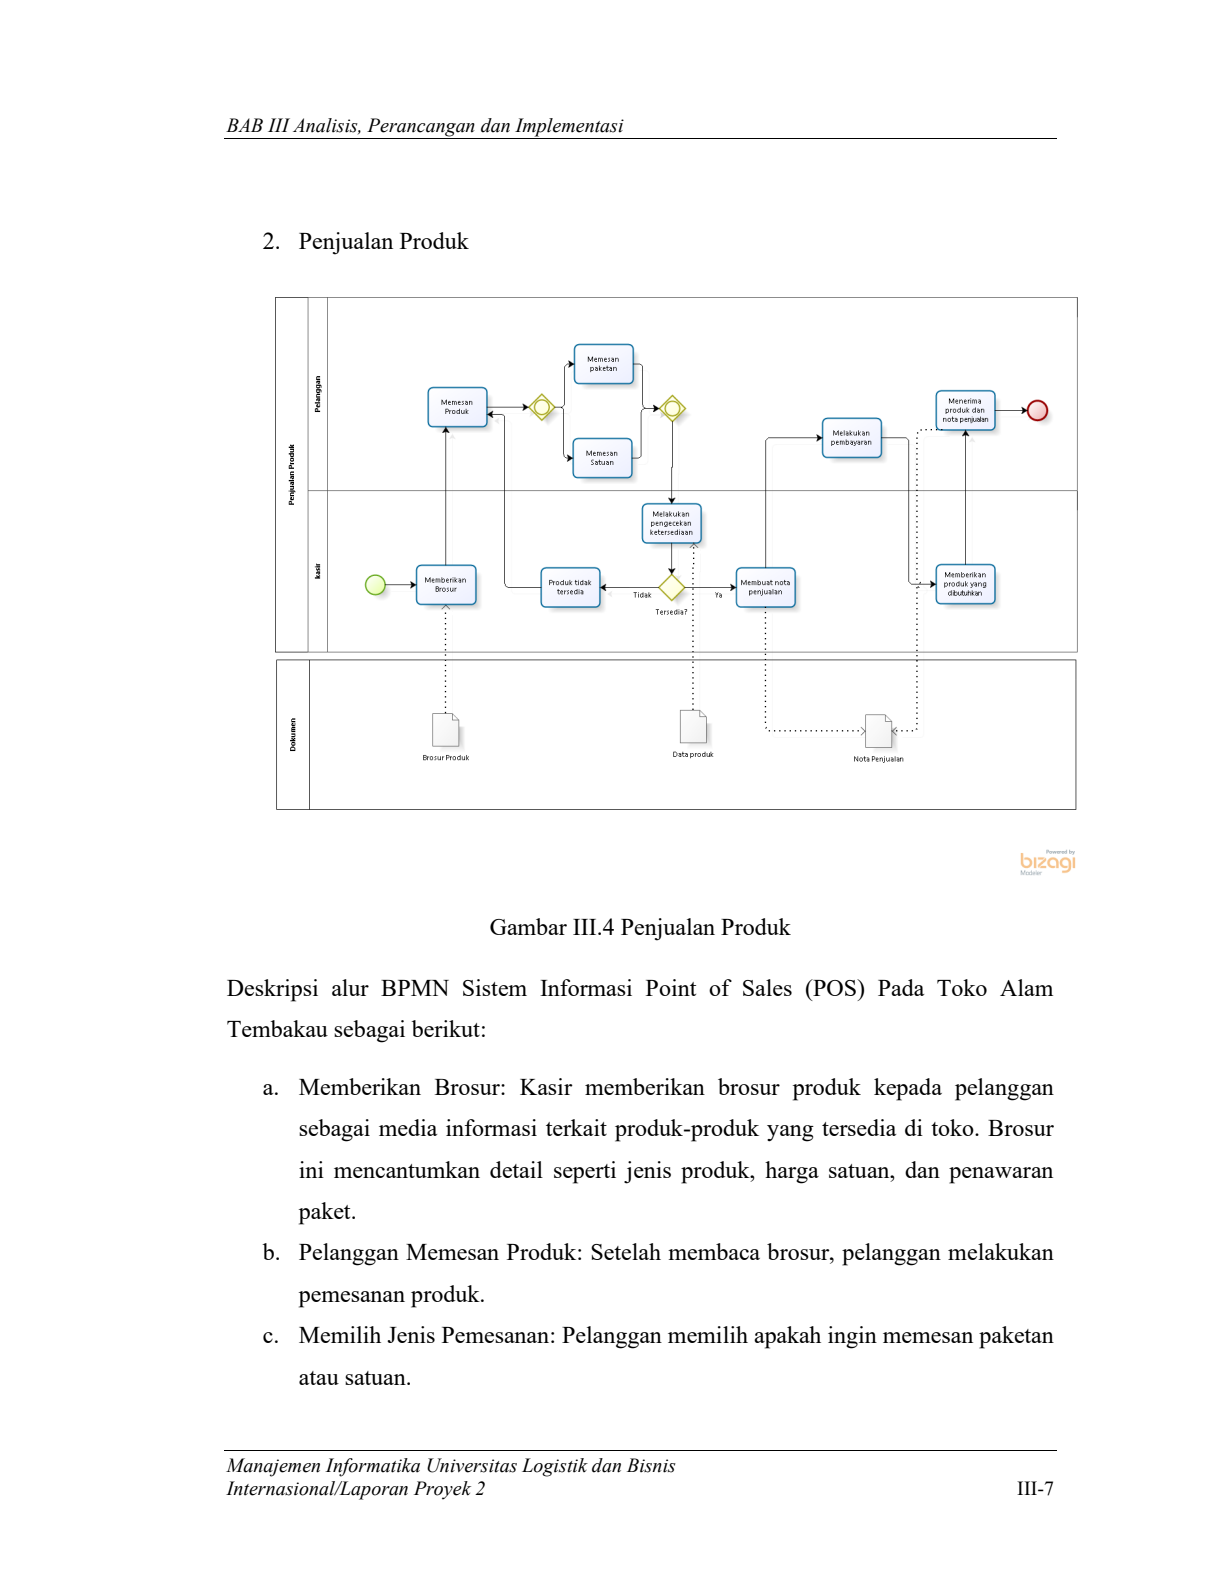 BAB III Analisis, Perancangan dan Implementasi
2. Penjualan Produk
Penjualan Produk
Pelanggan
kasir
Memesan
Produk
Memesan
paketan
Memesan
Satuan
Melakukan
pembayaran
Menerima
produk dan
nota penjualan
Melakukan
pengecekan
ketersediaan
Memberikan
Brosur
Produk tidak
tersedia
Tidak
Tersedia?
Ya
Membuat nota
penjualan
Memberikan
produk yang
dibutuhkan
Dokumen
Brosur Produk
Data produk
Nota Penjualan
Powered by
bizagi
Modeler
Gambar III.4 Penjualan Produk
Deskripsi alur BPMN Sistem Informasi Point of Sales (POS) Pada Toko Alam
Tembakau sebagai berikut:
a. Memberikan Brosur: Kasir memberikan brosur produk kepada pelanggan
sebagai media informasi terkait produk-produk yang tersedia di toko. Brosur
ini mencantumkan detail seperti jenis produk, harga satuan, dan penawaran
paket.
b. Pelanggan Memesan Produk: Setelah membaca brosur, pelanggan melakukan
pemesanan produk.
c. Memilih Jenis Pemesanan: Pelanggan memilih apakah ingin memesan paketan
atau satuan.
Manajemen Informatika Universitas Logistik dan Bisnis
Internasional/Laporan Proyek 2 III-7